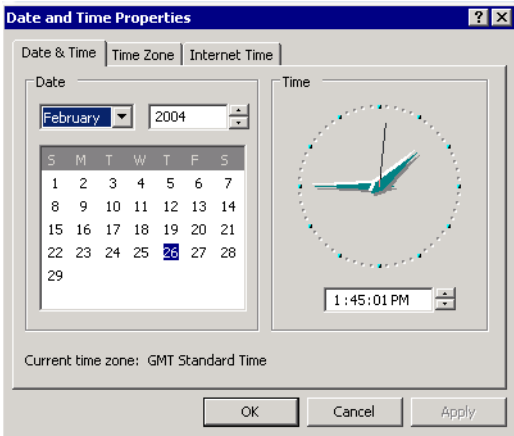 Date and Time Properties
Date & Time Time Zone Internet Time
Date
February 2004
S M T W T F S
1 2 3 4 5 6 7
8 9 10 11 12 13 14
15 16 17 18 19 20 21
22 23 24 25 26 27 28
29
Time
1:45:01 PM
Current time zone: GMT Standard Time
OK Cancel Apply